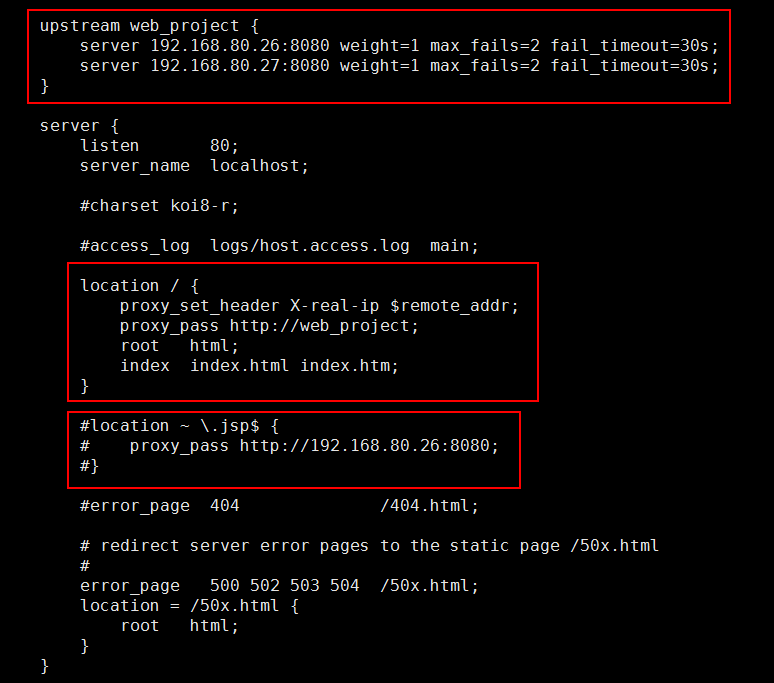 upstream web_project {
    server 192.168.80.26:8080 weight=1 max_fails=2 fail_timeout=30s;
    server 192.168.80.27:8080 weight=1 max_fails=2 fail_timeout=30s;
}
server {
    listen       80;
    server_name  localhost;
    #charset koi8-r;
    #access_log  logs/host.access.log  main;
    location / {
        proxy_set_header X-real-ip $remote_addr;
        proxy_pass http://web_project;
        root   html;
        index  index.html index.htm;
    }
    #location ~ \.jsp$ {
    #    proxy_pass http://192.168.80.26:8080;
    #}
    #error_page  404              /404.html;
    # redirect server error pages to the static page /50x.html
    #
    error_page   500 502 503 504  /50x.html;
    location = /50x.html {
        root   html;
    }
}